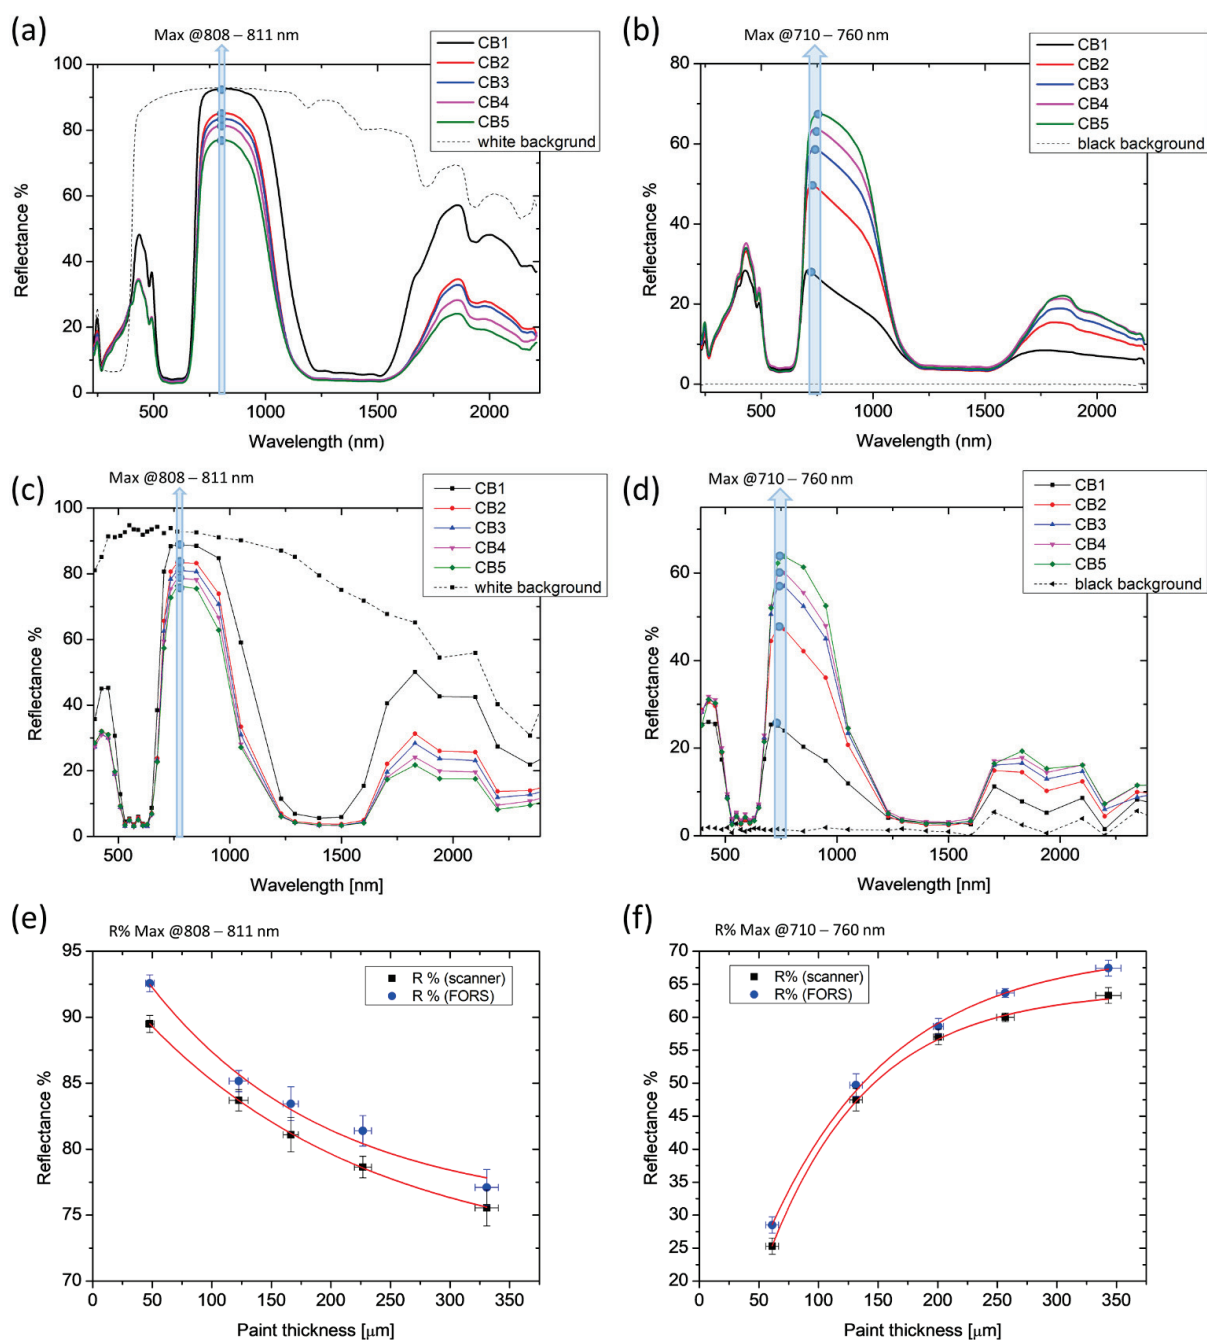 (a)
Max @808 – 811 nm
CB1
CB2
CB3
CB4
CB5
white background
100
80
60
40
20
0
Reflectance %
500 1000 1500 2000
Wavelength (nm)
(b)
Max @710 – 760 nm
CB1
CB2
CB3
CB4
CB5
black background
80
60
40
20
0
Reflectance %
500 1000 1500 2000
Wavelength (nm)
(c)
Max @808 – 811 nm
CB1
CB2
CB3
CB4
CB5
white background
100
80
60
40
20
0
Reflectance %
500 1000 1500 2000
Wavelength [nm]
(d)
Max @710 – 760 nm
CB1
CB2
CB3
CB4
CB5
black background
60
40
20
0
Reflectance %
500 1000 1500 2000
Wavelength [nm]
(e)
R% Max @808 – 811 nm
R % (scanner)
R % (FORS)
95
90
85
80
75
70
Reflectance %
0 50 100 150 200 250 300 350
Paint thickness [μm]
(f)
R% Max @710 – 760 nm
R% (scanner)
R% (FORS)
70
65
60
55
50
45
40
35
30
25
20
Reflectance %
0 50 100 150 200 250 300 350
Paint thickness [μm]